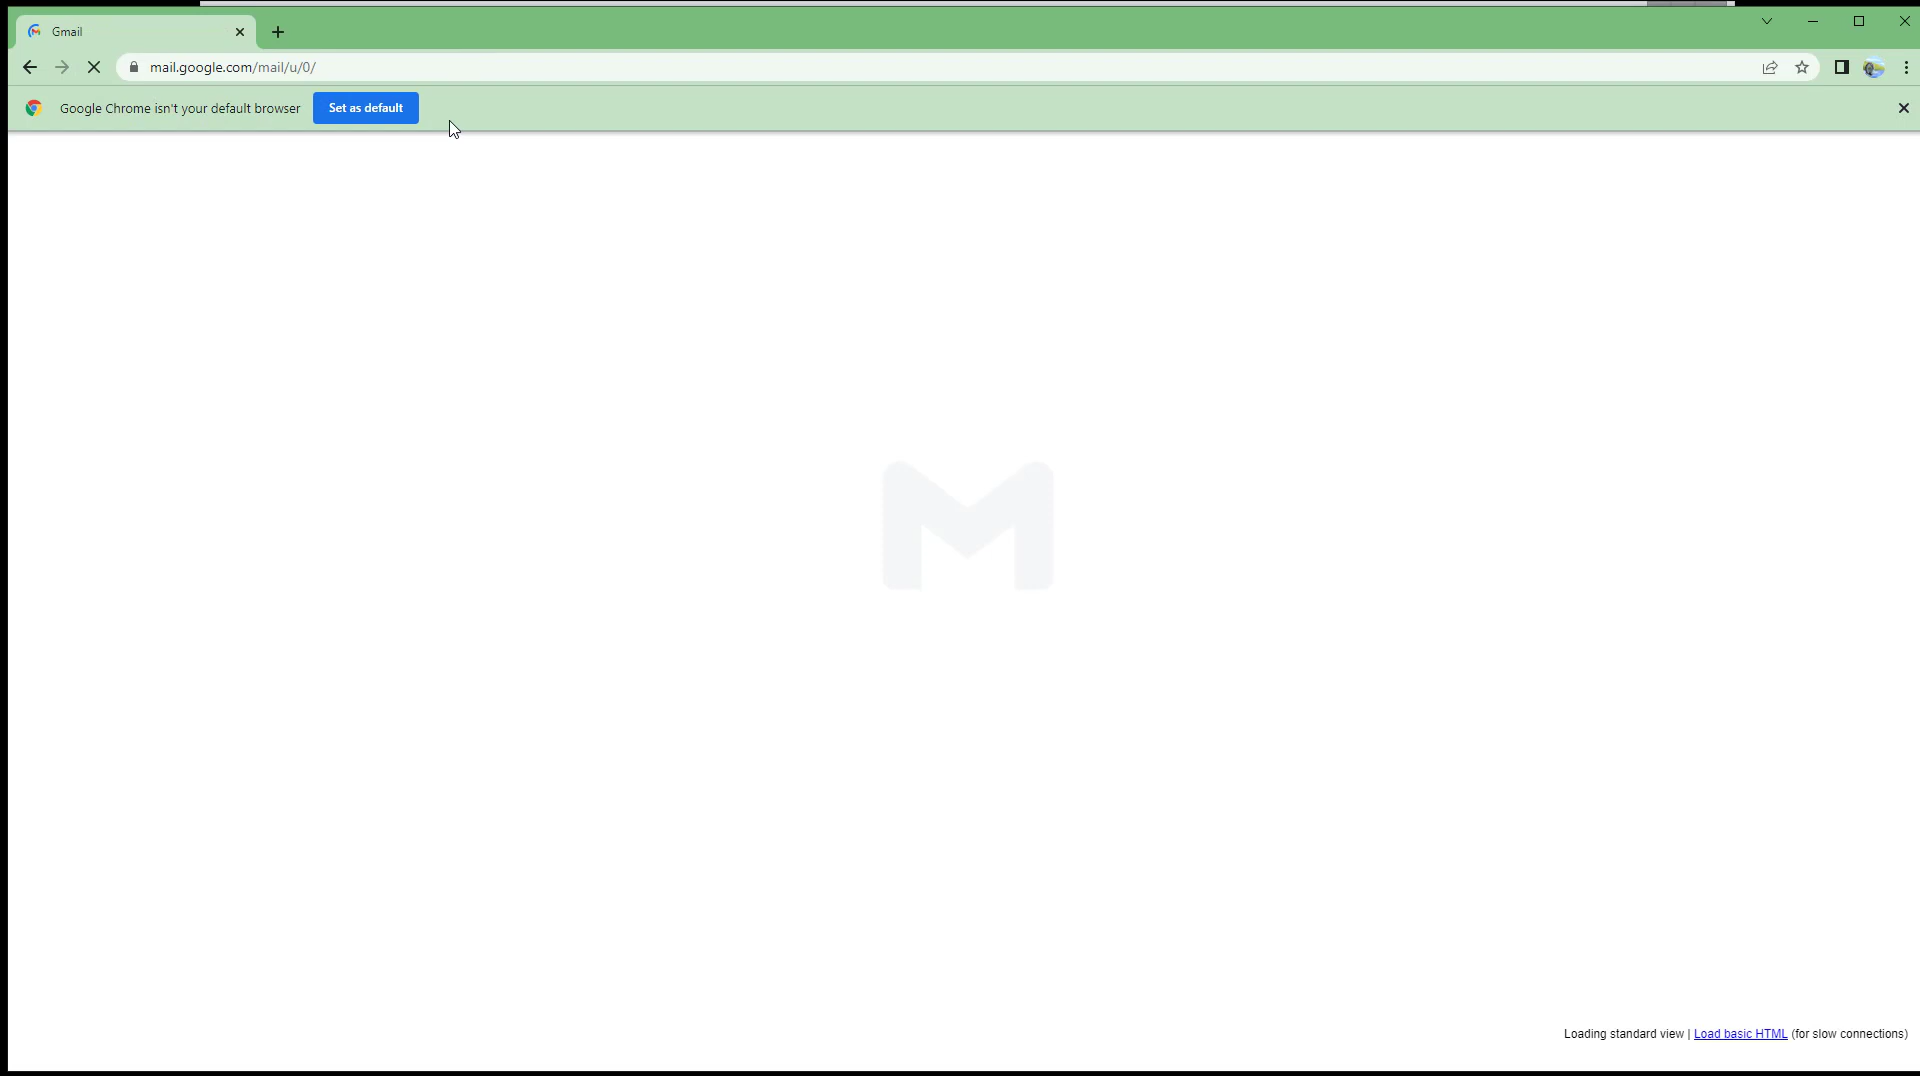 Gmail
mail.google.com/mail/u/0/
Google Chrome isn't your default browser Set as default
Loading standard view | Load basic HTML (for slow connections)